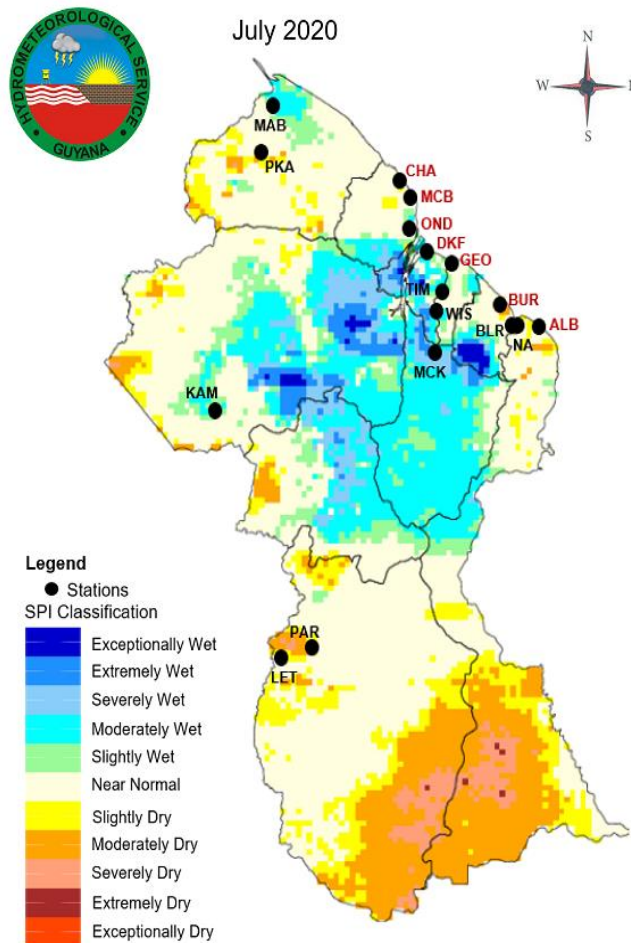 HYDROMETEOROLOGICAL SERVICE
GUYANA
July 2020
N
W
E
S
MAB
PKA
CHA
MCB
OND
DKF
GEO
TIM
WIS
BUR
BLR
NA
ALB
MCK
KAM
PAR
LET
Legend
Stations
SPI Classification
Exceptionally Wet
Extremely Wet
Severely Wet
Moderately Wet
Slightly Wet
Near Normal
Slightly Dry
Moderately Dry
Severely Dry
Extremely Dry
Exceptionally Dry